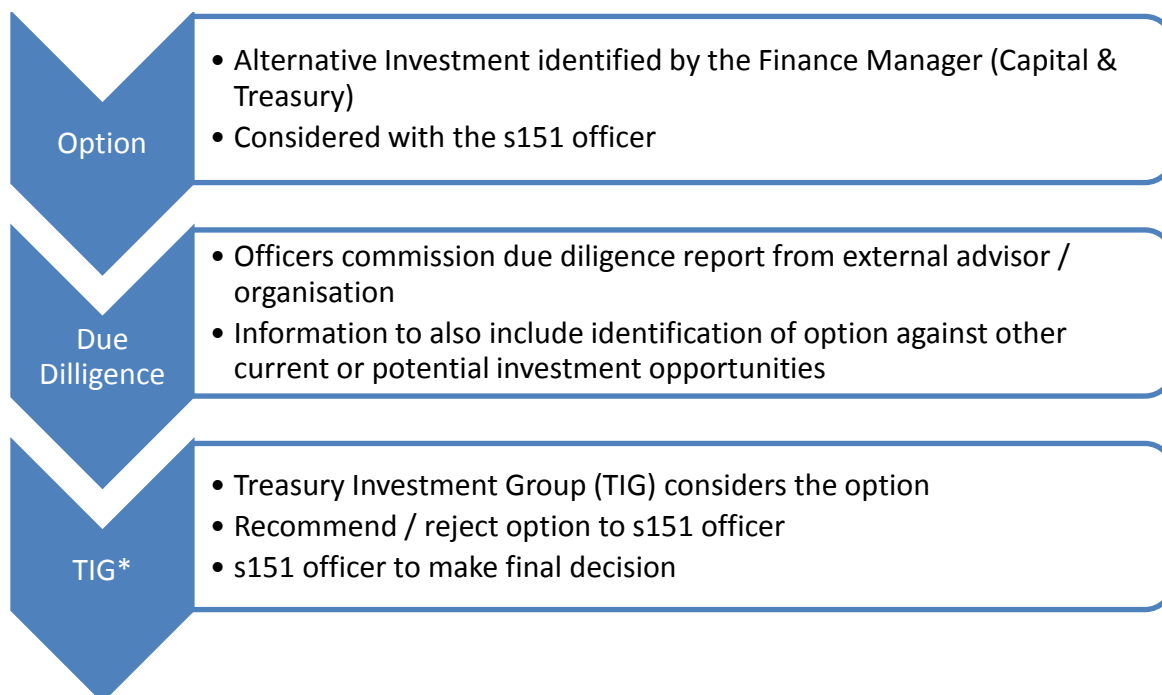 Option
• Alternative Investment identified by the Finance Manager (Capital &
Treasury)
• Considered with the s151 officer
Due
Dilligence
• Officers commission due diligence report from external advisor /
organisation
• Information to also include identification of option against other
current or potential investment opportunities
TIG*
• Treasury Investment Group (TIG) considers the option
• Recommend / reject option to s151 officer
• s151 officer to make final decision